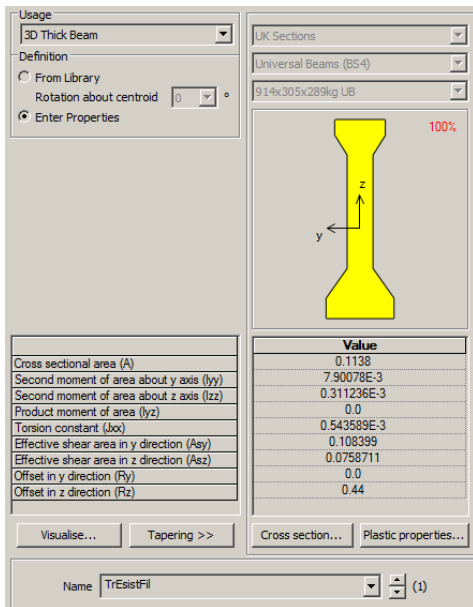 Usage
3D Thick Beam
Definition
From Library
Rotation about centroid 0 °
Enter Properties
UK Sections
Universal Beams (BS4)
914x305x289kg UB
100%
z
y
Value
Cross sectional area (A) 0.1138
Second moment of area about y axis (Iyy) 7.90078E-3
Second moment of area about z axis (Izz) 0.311236E-3
Product moment of area (Iyz) 0.0
Torsion constant (Jxx) 0.543589E-3
Effective shear area in y direction (Asy) 0.108399
Effective shear area in z direction (Asz) 0.0758711
Offset in y direction (Ry) 0.0
Offset in z direction (Rz) 0.44
Visualise... Tapering >> Cross section... Plastic properties...
Name TrEsistFil (1)